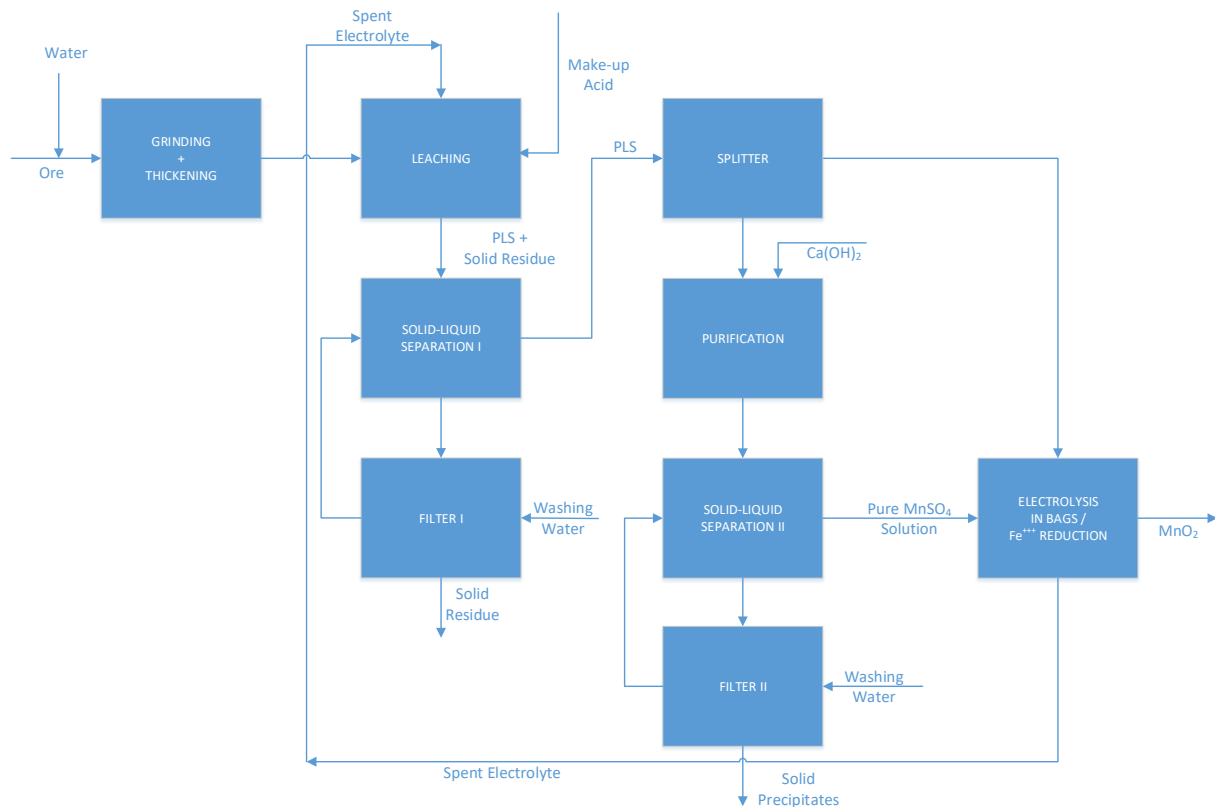 Spent
Electrolyte
Water
Make-up
Acid
GRINDING
+
THICKENING
Ore
LEACHING
PLS
SPLITTER
PLS +
Solid Residue
Ca(OH)₂
SOLID-LIQUID
SEPARATION I
PURIFICATION
FILTER I
Washing
Water
SOLID-LIQUID
SEPARATION II
Pure MnSO₄
Solution
ELECTROLYSIS
IN BAGS /
Fe⁺⁺⁺ REDUCTION
MnO₂
Solid
Residue
FILTER II
Washing
Water
Spent Electrolyte
Solid
Precipitates